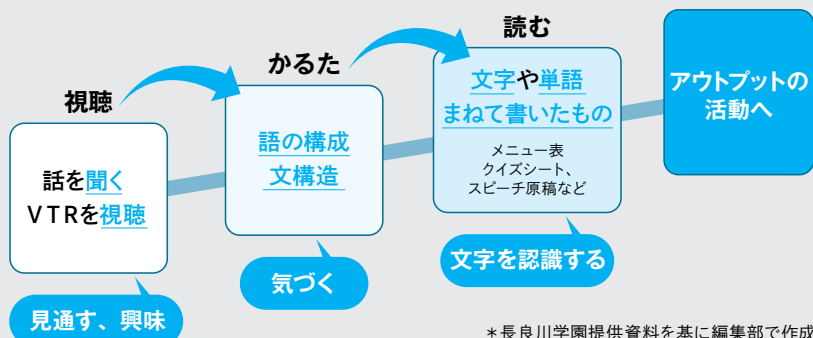 視聴
話を聞く
VTRを視聴
見通す、興味
かるた
語の構成
文構造
気づく
読む
文字や単語
まねて書いたもの
メニュー表
クイズシート、
スピーチ原稿など
文字を認識する
アウトプットの
活動へ
＊長良川学園提供資料を基に編集部で作成